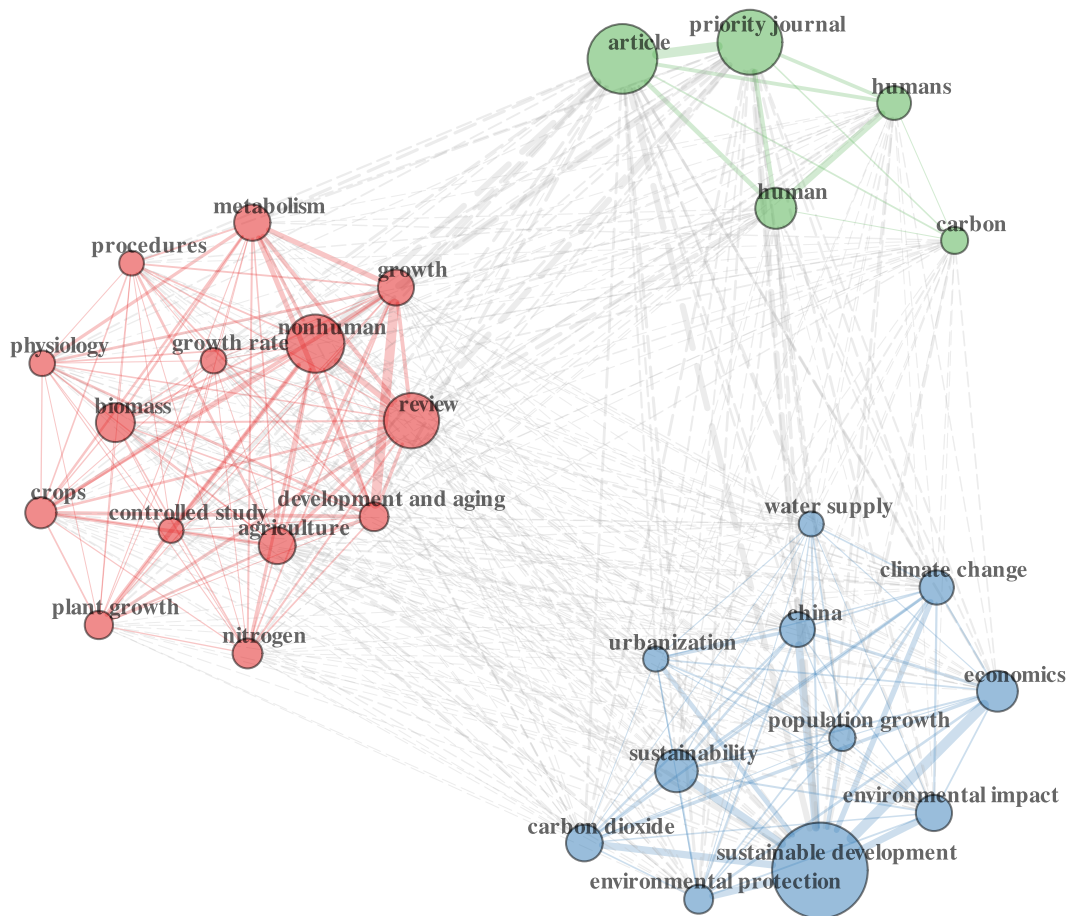 priority journal
article
humans
human
metabolism
carbon
procedures
growth
nonhuman
growth rate
physiology
review
biomass
crops
development and aging
water supply
controlled study
agriculture
climate change
plant growth
china
nitrogen
urbanization
economics
population growth
sustainability
environmental impact
carbon dioxide
sustainable development
environmental protection